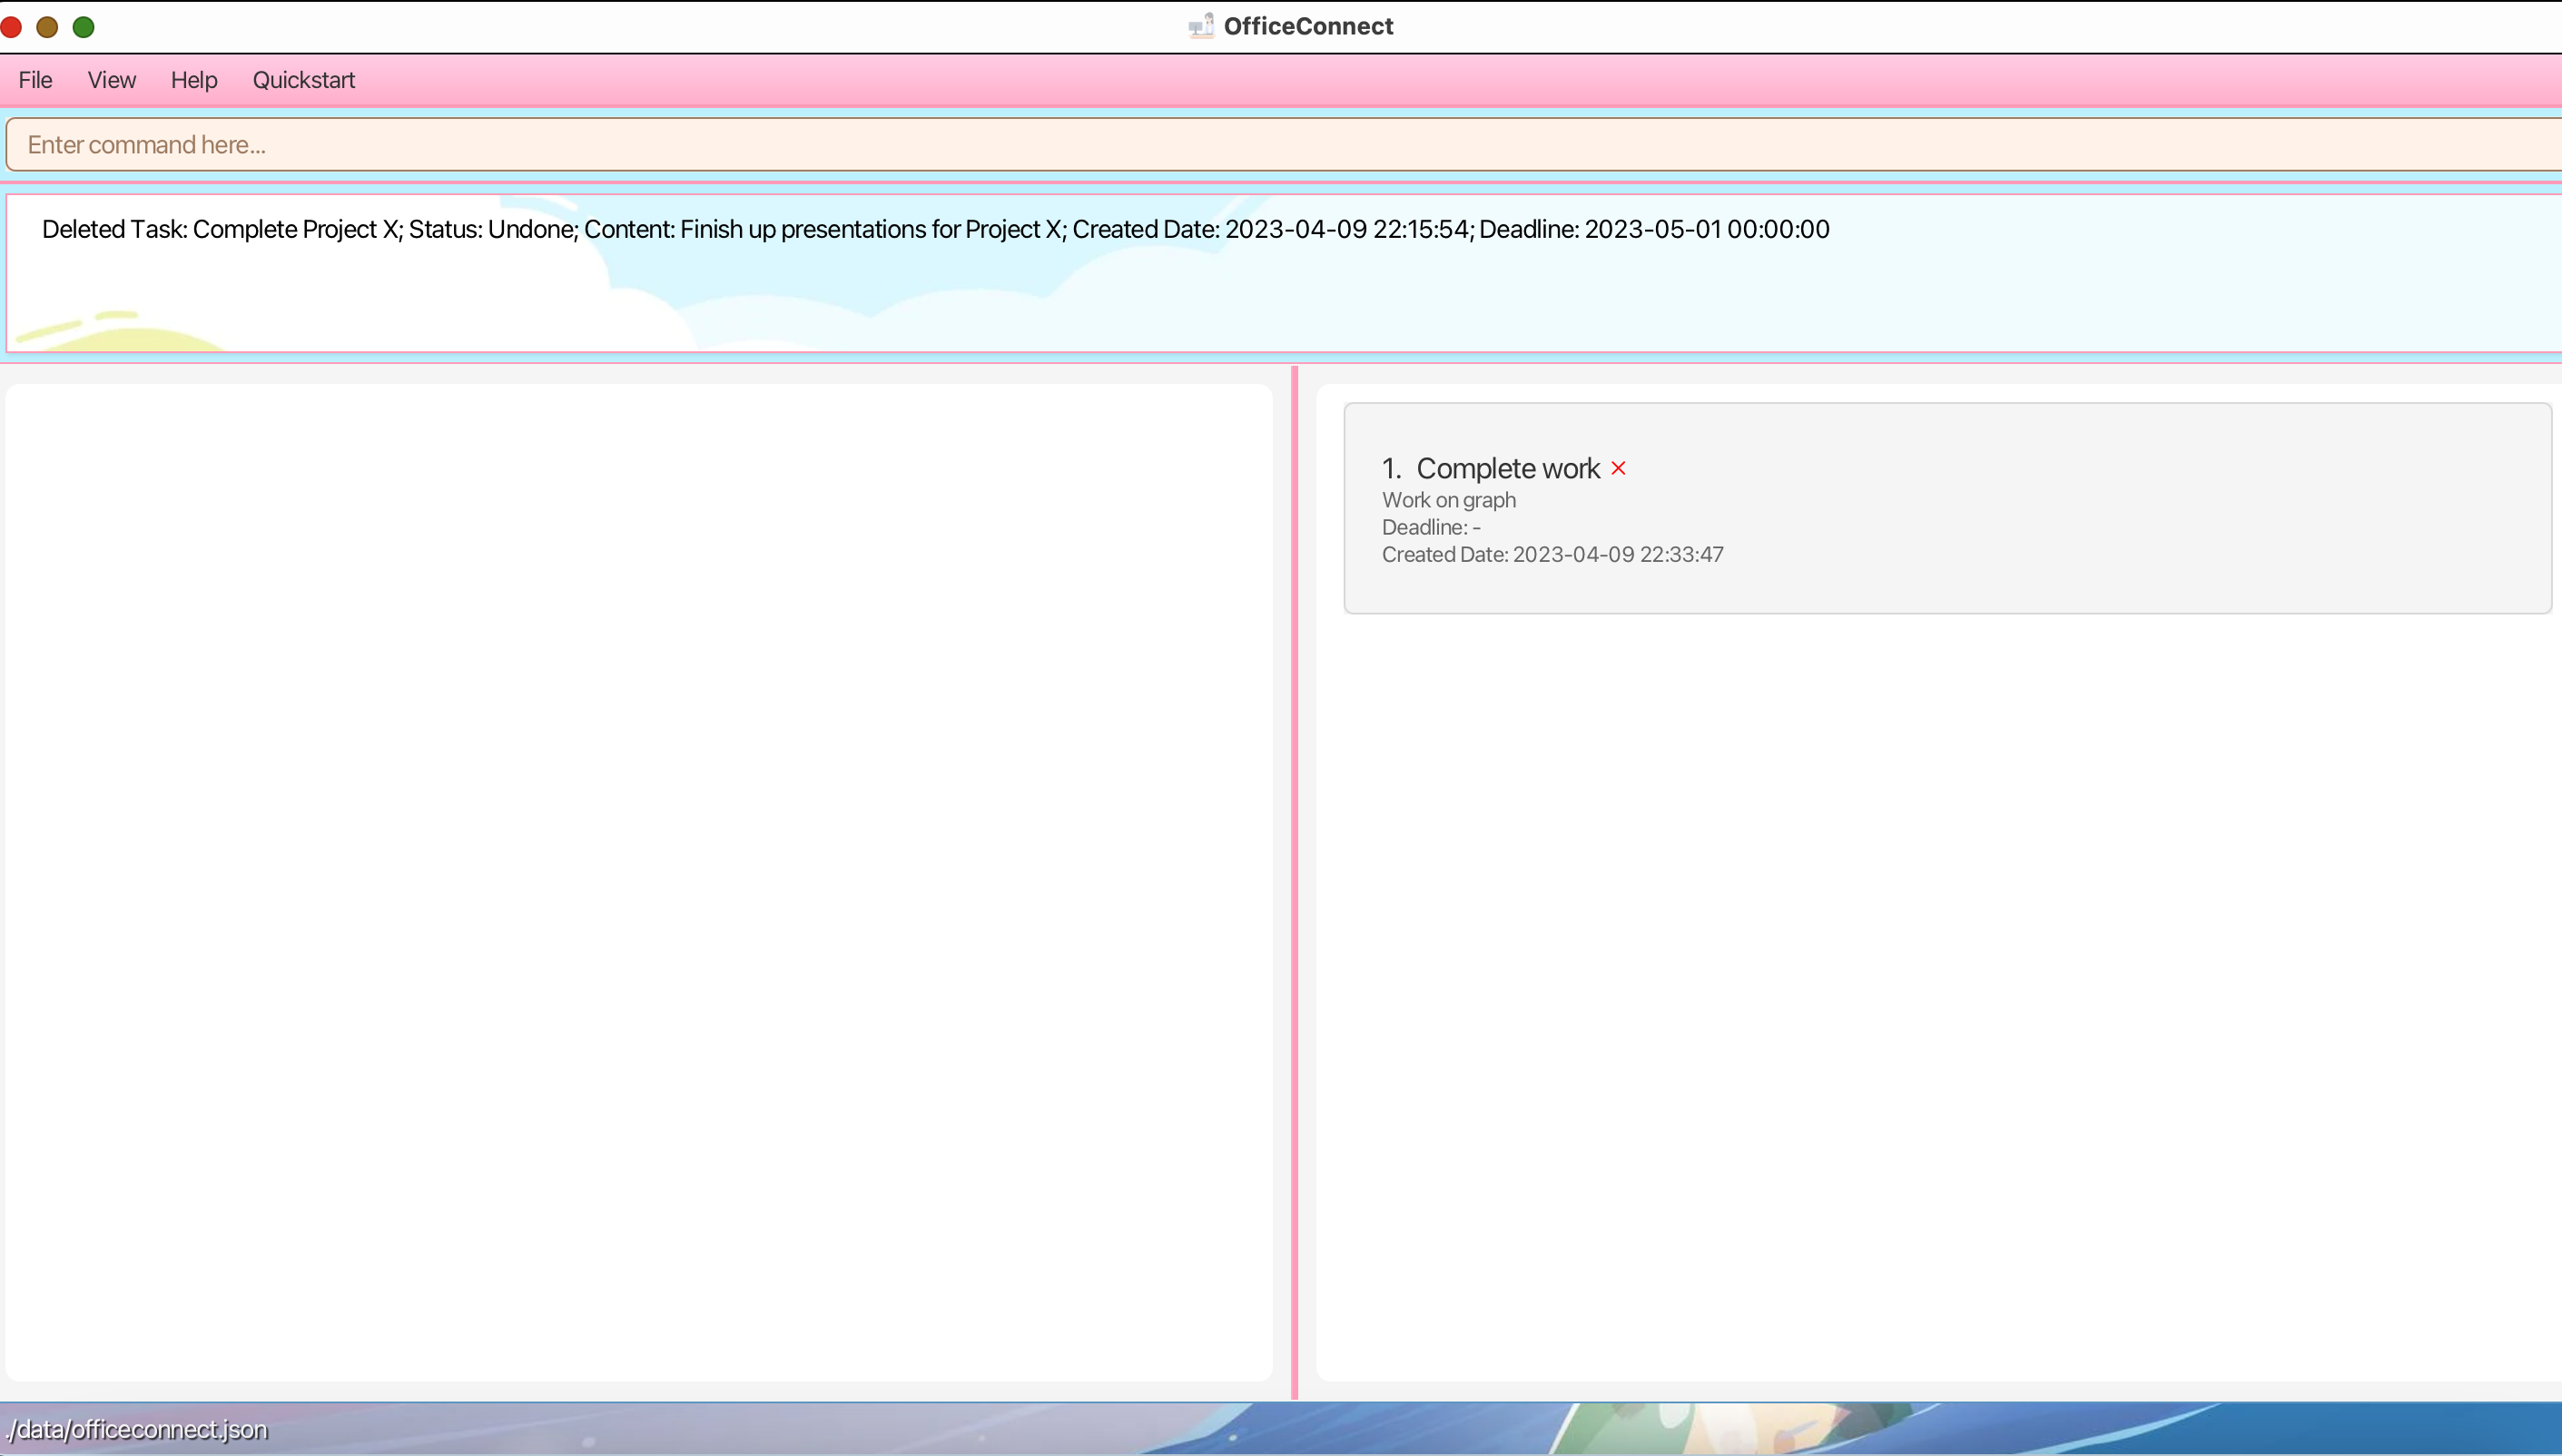 OfficeConnect
File View Help Quickstart
Enter command here...
Deleted Task: Complete Project X; Status: Undone; Content: Finish up presentations for Project X; Created Date: 2023-04-09 22:15:54; Deadline: 2023-05-01 00:00:00
1. Complete work
Work on graph
Deadline: -
Created Date: 2023-04-09 22:33:47
./data/officeconnect.json